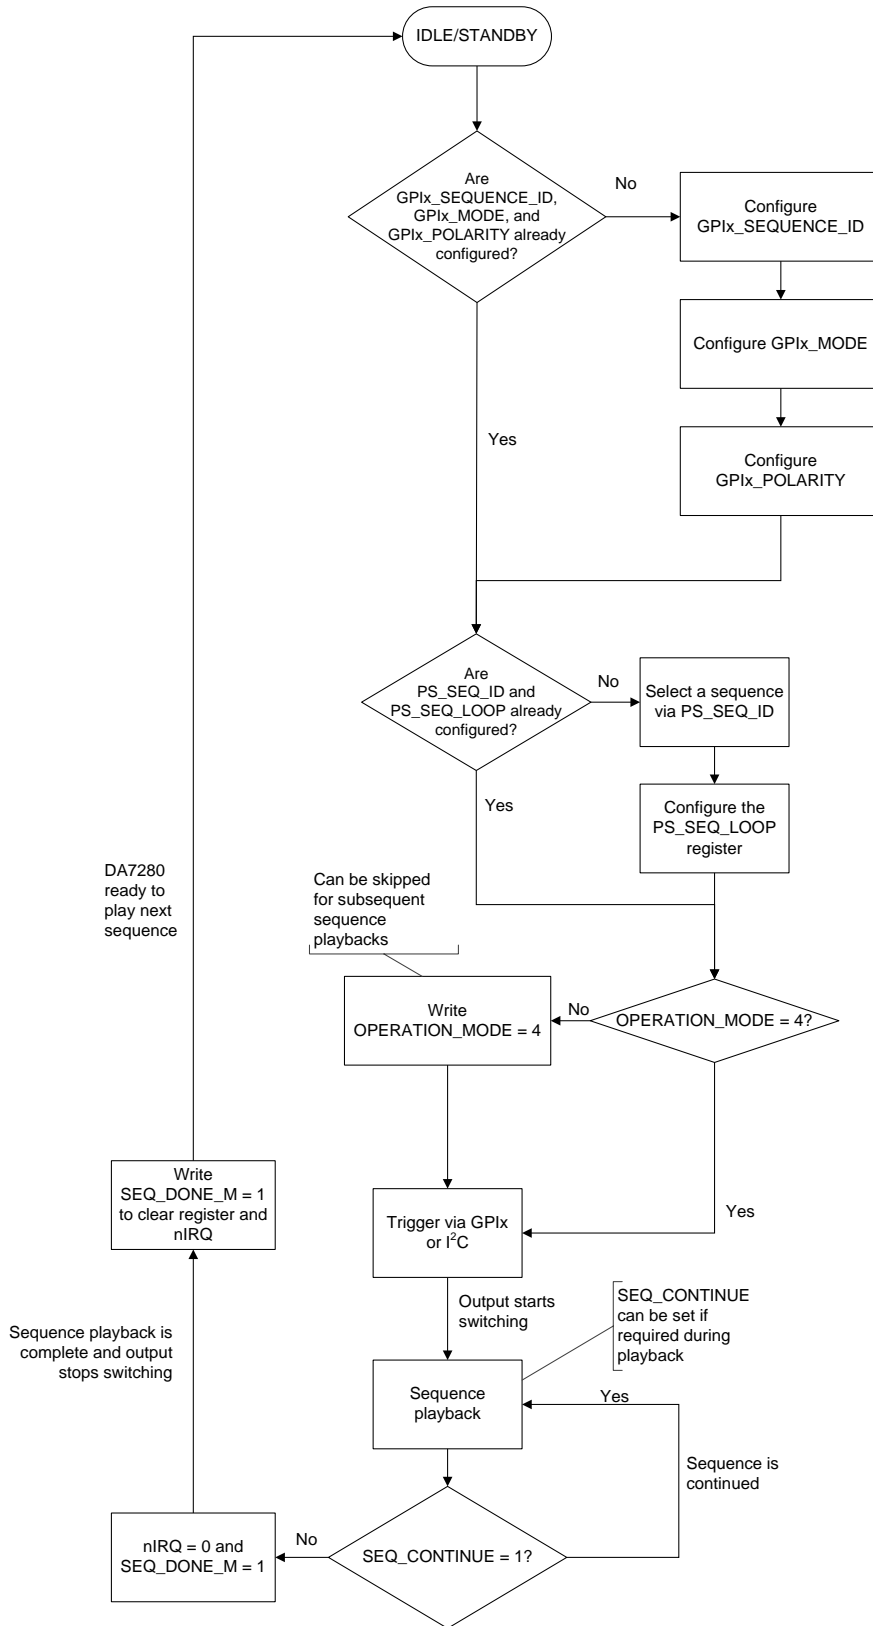 IDLE/STANDBY
Are
GPIx_SEQUENCE_ID,
GPIx_MODE, and
GPIx_POLARITY already
configured?
No
Configure
GPIx_SEQUENCE_ID
Configure GPIx_MODE
Configure
GPIx_POLARITY
Yes
Are
PS_SEQ_ID and
PS_SEQ_LOOP already
configured?
No
Select a sequence
via PS_SEQ_ID
Configure the
PS_SEQ_LOOP
register
Yes
DA7280
ready to
play next
sequence
Can be skipped
for subsequent
sequence
playbacks
Write
OPERATION_MODE = 4
No
OPERATION_MODE = 4?
Yes
Write
SEQ_DONE_M = 1
to clear register and
nIRQ
Trigger via GPIx
or I²C
Output starts
switching
SEQ_CONTINUE
can be set if
required during
playback
Sequence playback is
complete and output
stops switching
Sequence
playback
Yes
Sequence is
continued
nIRQ = 0 and
SEQ_DONE_M = 1
No
SEQ_CONTINUE = 1?